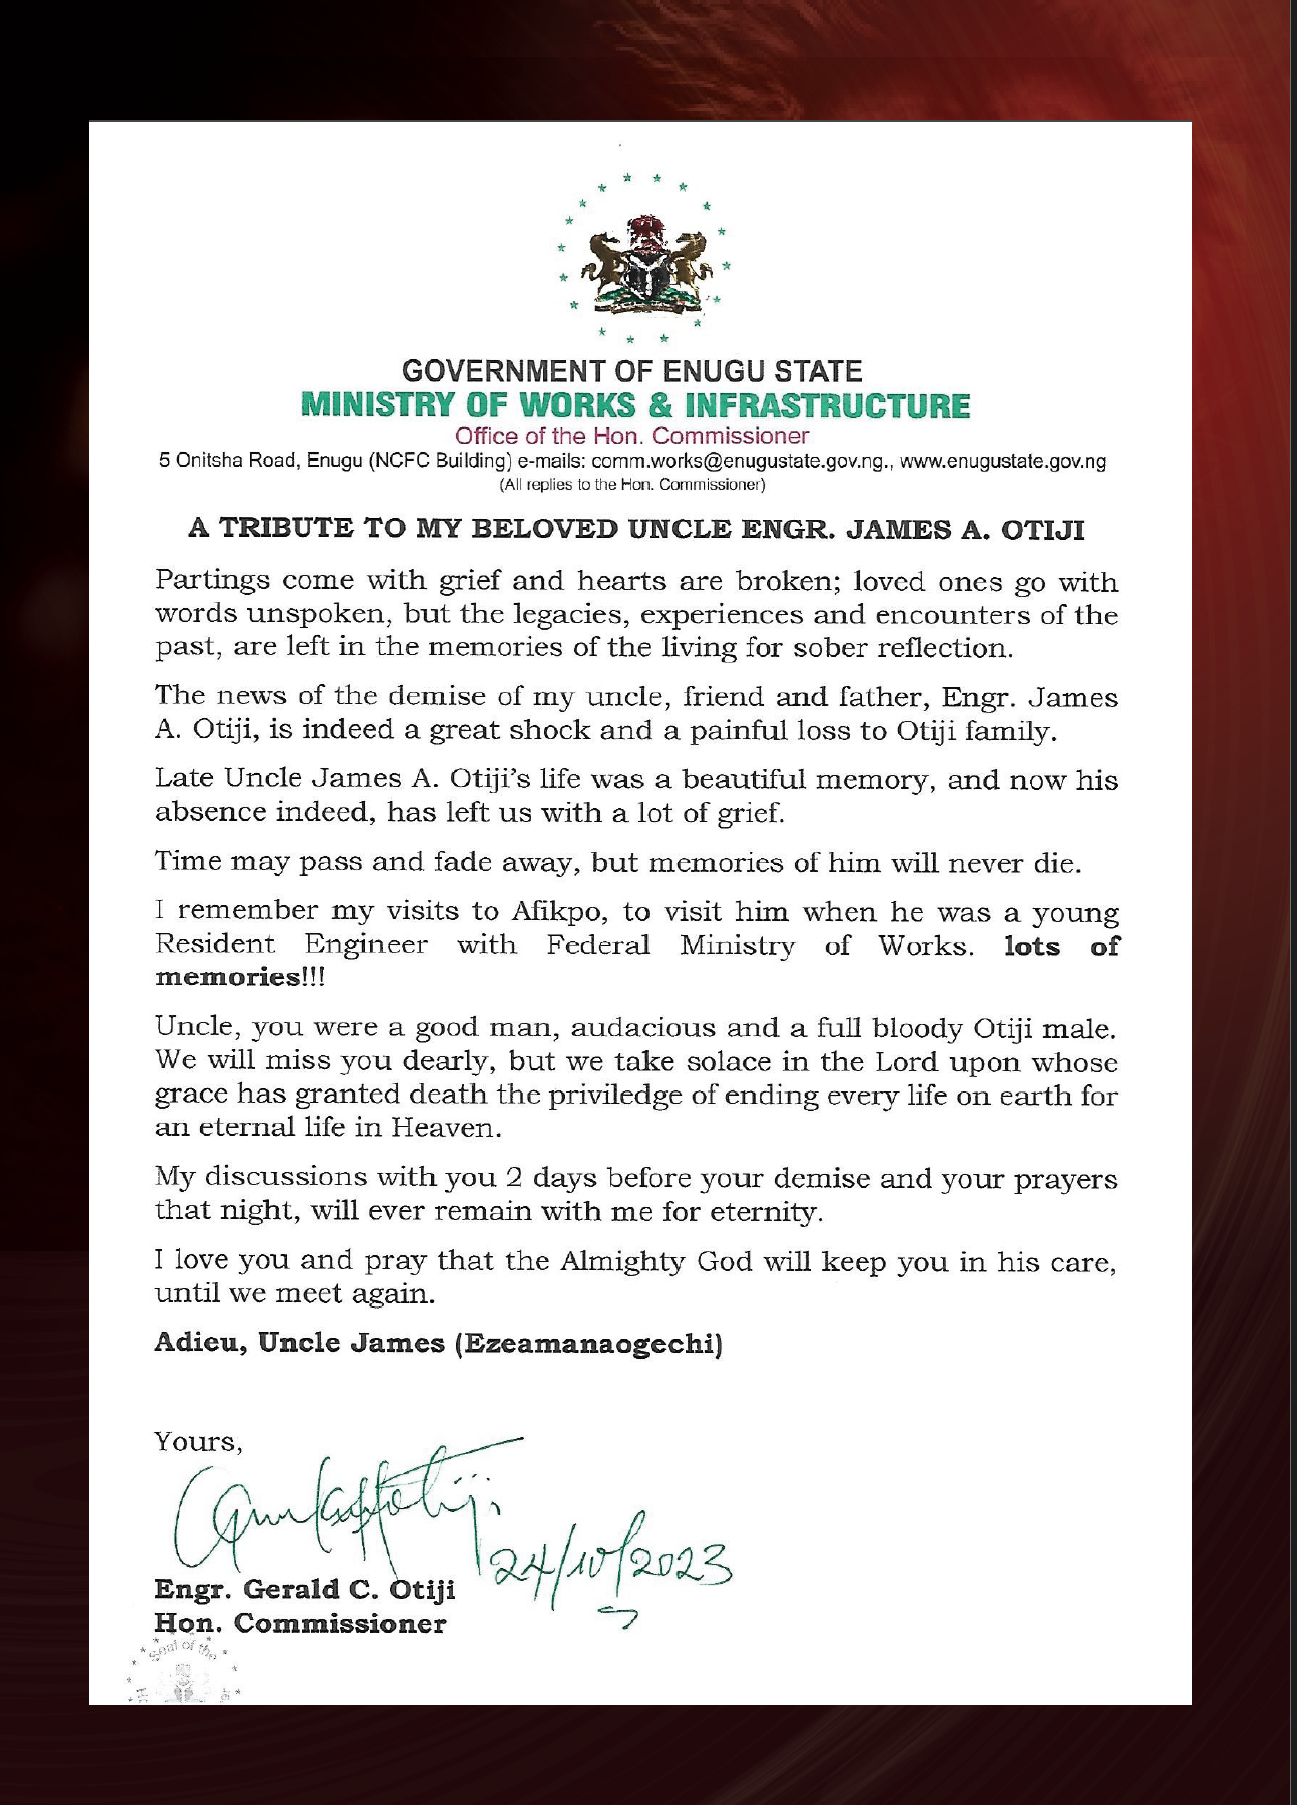 GOVERNMENT OF ENUGU STATE
MINISTRY OF WORKS & INFRASTRUCTURE
Office of the Hon. Commissioner
5 Onitsha Road, Enugu (NCFC Building) e-mails: comm.works@enugustate.gov.ng., www.enugustate.gov.ng
(All replies to the Hon. Commissioner)
A TRIBUTE TO MY BELOVED UNCLE ENGR. JAMES A. OTIJI
Partings come with grief and hearts are broken; loved ones go with
words unspoken, but the legacies, experiences and encounters of the
past, are left in the memories of the living for sober reflection.
The news of the demise of my uncle, friend and father, Engr. James
A. Otiji, is indeed a great shock and a painful loss to Otiji family.
Late Uncle James A. Otiji's life was a beautiful memory, and now his
absence indeed, has left us with a lot of grief.
Time may pass and fade away, but memories of him will never die.
I remember my visits to Afikpo, to visit him when he was a young
Resident Engineer with Federal Ministry of Works. lots of
memories!!!
Uncle, you were a good man, audacious and a full bloody Otiji male.
We will miss you dearly, but we take solace in the Lord upon whose
grace has granted death the priviledge of ending every life on earth for
an eternal life in Heaven.
My discussions with you 2 days before your demise and your prayers
that night, will ever remain with me for eternity.
I love you and pray that the Almighty God will keep you in his care,
until we meet again.
Adieu, Uncle James (Ezeamanaogechi)
Yours,
24/10/2023
Engr. Gerald C. Otiji
Hon. Commissioner
Seal of the